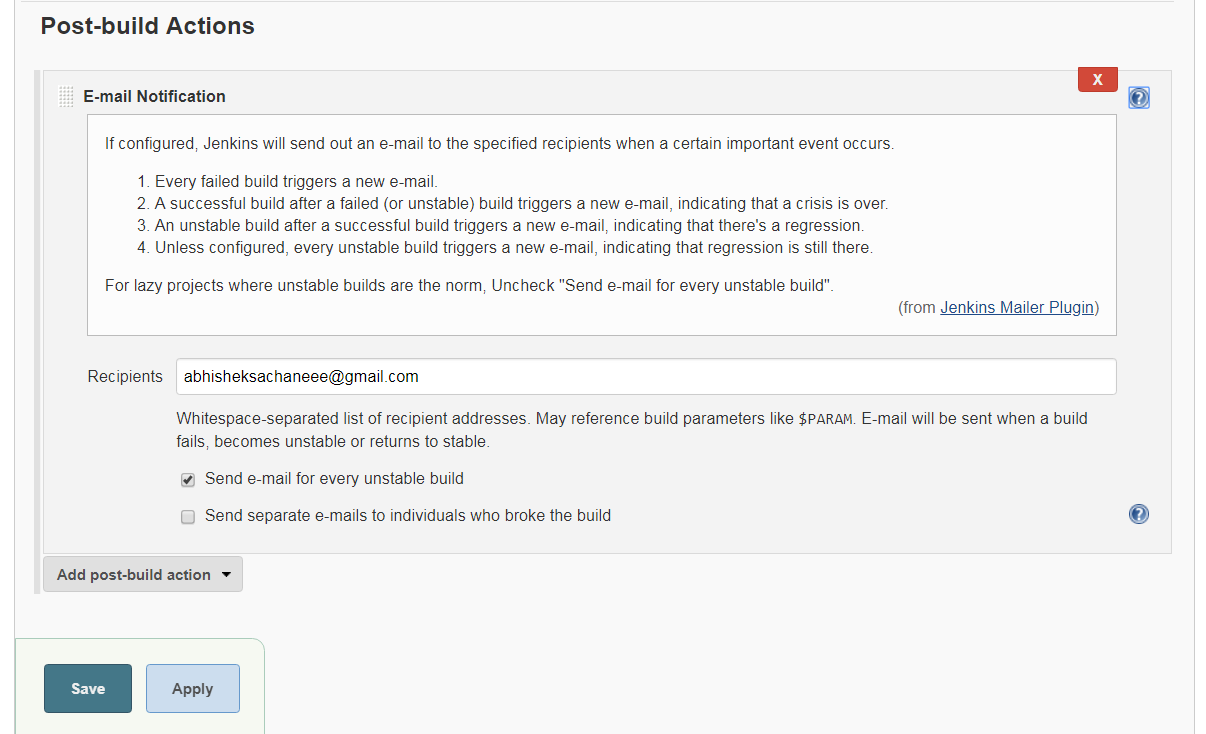 Post-build Actions
X
E-mail Notification
If configured, Jenkins will send out an e-mail to the specified recipients when a certain important event occurs.
1. Every failed build triggers a new e-mail.
2. A successful build after a failed (or unstable) build triggers a new e-mail, indicating that a crisis is over.
3. An unstable build after a successful build triggers a new e-mail, indicating that there's a regression.
4. Unless configured, every unstable build triggers a new e-mail, indicating that regression is still there.
For lazy projects where unstable builds are the norm, Uncheck "Send e-mail for every unstable build".
(from Jenkins Mailer Plugin)
Recipients abhisheksachaneee@gmail.com
Whitespace-separated list of recipient addresses. May reference build parameters like $PARAM. E-mail will be sent when a build
fails, becomes unstable or returns to stable.
Send e-mail for every unstable build
Send separate e-mails to individuals who broke the build
Add post-build action
Save Apply